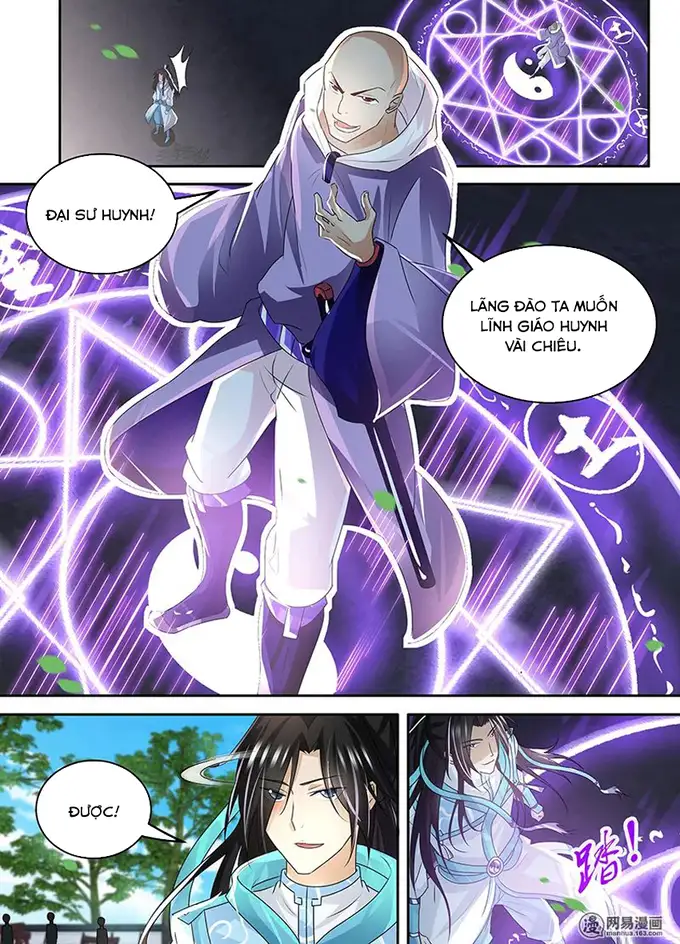 ĐẠI SƯ HUYNH!
LÃNG ĐÀO TA MUỐN
LĨNH GIÁO HUYNH
VÀI CHIÊU.
ĐƯỢC!
踏!
网易漫画
manhua.163.com